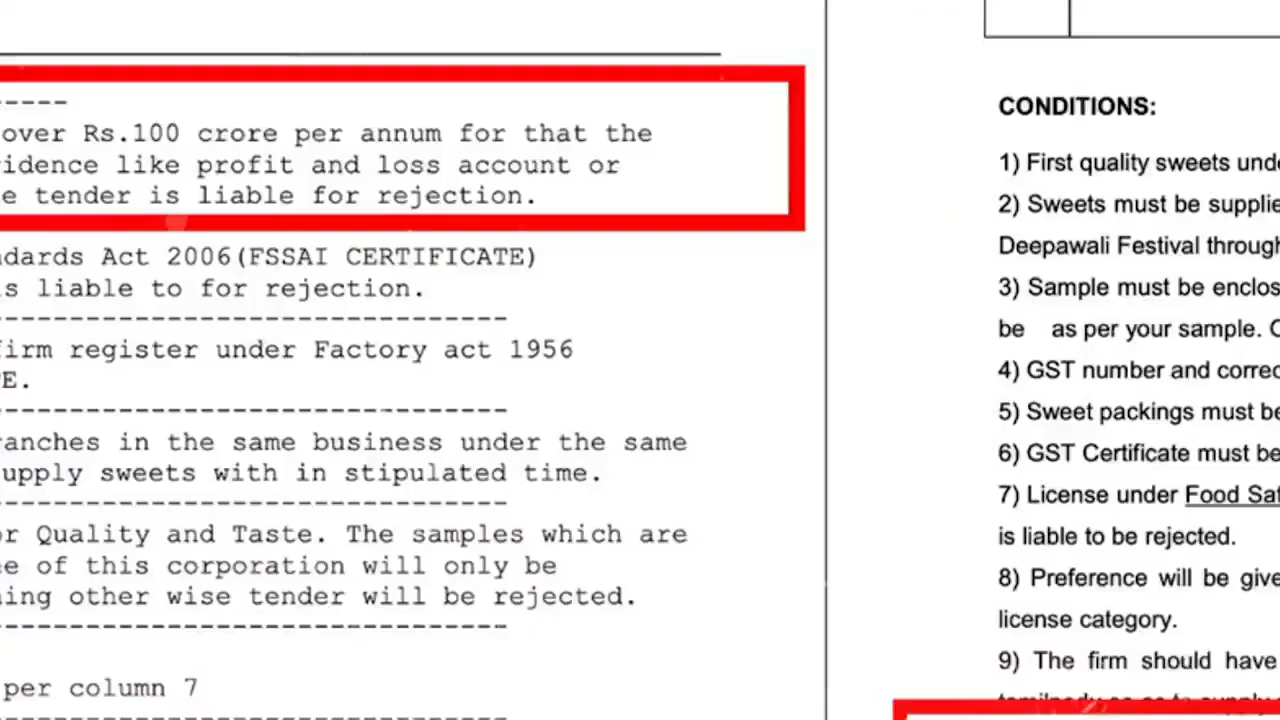 -----
over Rs.100 crore per annum for that the
idence like profit and loss account or
e tender is liable for rejection.
dards Act 2006(FSSAI CERTIFICATE)
s liable to for rejection.
firm register under Factory act 1956
E.
ranches in the same business under the same
upply sweets with in stipulated time.
or Quality and Taste. The samples which are
ee of this corporation will only be
ning other wise tender will be rejected.
per column 7
CONDITIONS:
1) First quality sweets unde
2) Sweets must be supplie
Deepawali Festival through
3) Sample must be enclos
be as per your sample. C
4) GST number and correc
5) Sweet packings must be
6) GST Certificate must be
7) License under Food Saf
is liable to be rejected.
8) Preference will be give
license category.
9) The firm should have